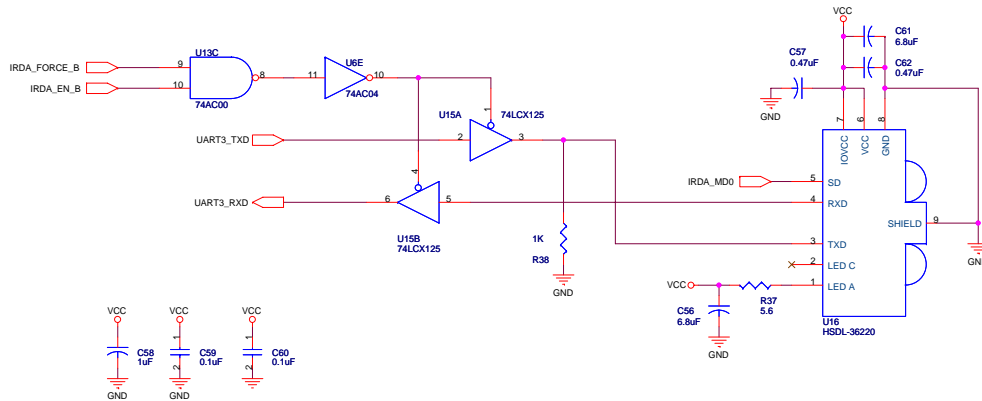 VCC
C61
6.8uF
C57
0.47uF
C62
0.47uF
U13C
IRDA_FORCE_B
9
8
IRDA_EN_B
10
74AC00
U6E
11
10
74AC04
GND
7
6
8
IOVCC
VCC
GND
1
U15A
74LCX125
UART3_TXD
2
3
4
IRDA_MD0
5
SD
UART3_RXD
6
5
4
RXD
SHIELD
9
U15B
74LCX125
1K
R38
GND
3
TXD
2
LED C
1
LED A
GN
VCC
R37
5.6
C56
6.8uF
GND
U16
HSDL-36220
VCC
VCC
VCC
C58
1uF
1
C59
0.1uF
2
1
C60
0.1uF
2
GND
GND
GND